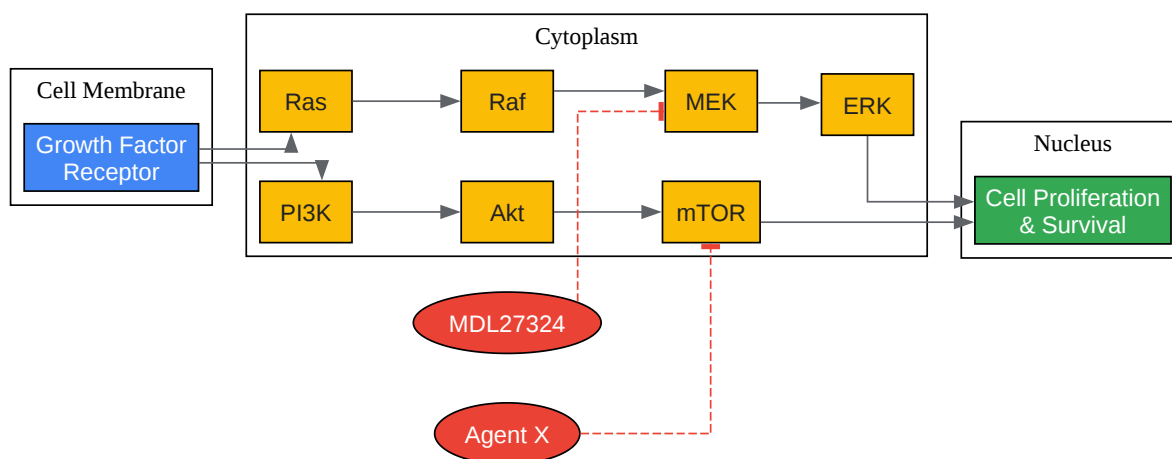 Cytoplasm
Cell Membrane
Growth Factor
Receptor
Ras
Raf
MEK
ERK
PI3K
Akt
mTOR
Nucleus
Cell Proliferation
& Survival
MDL27324
Agent X